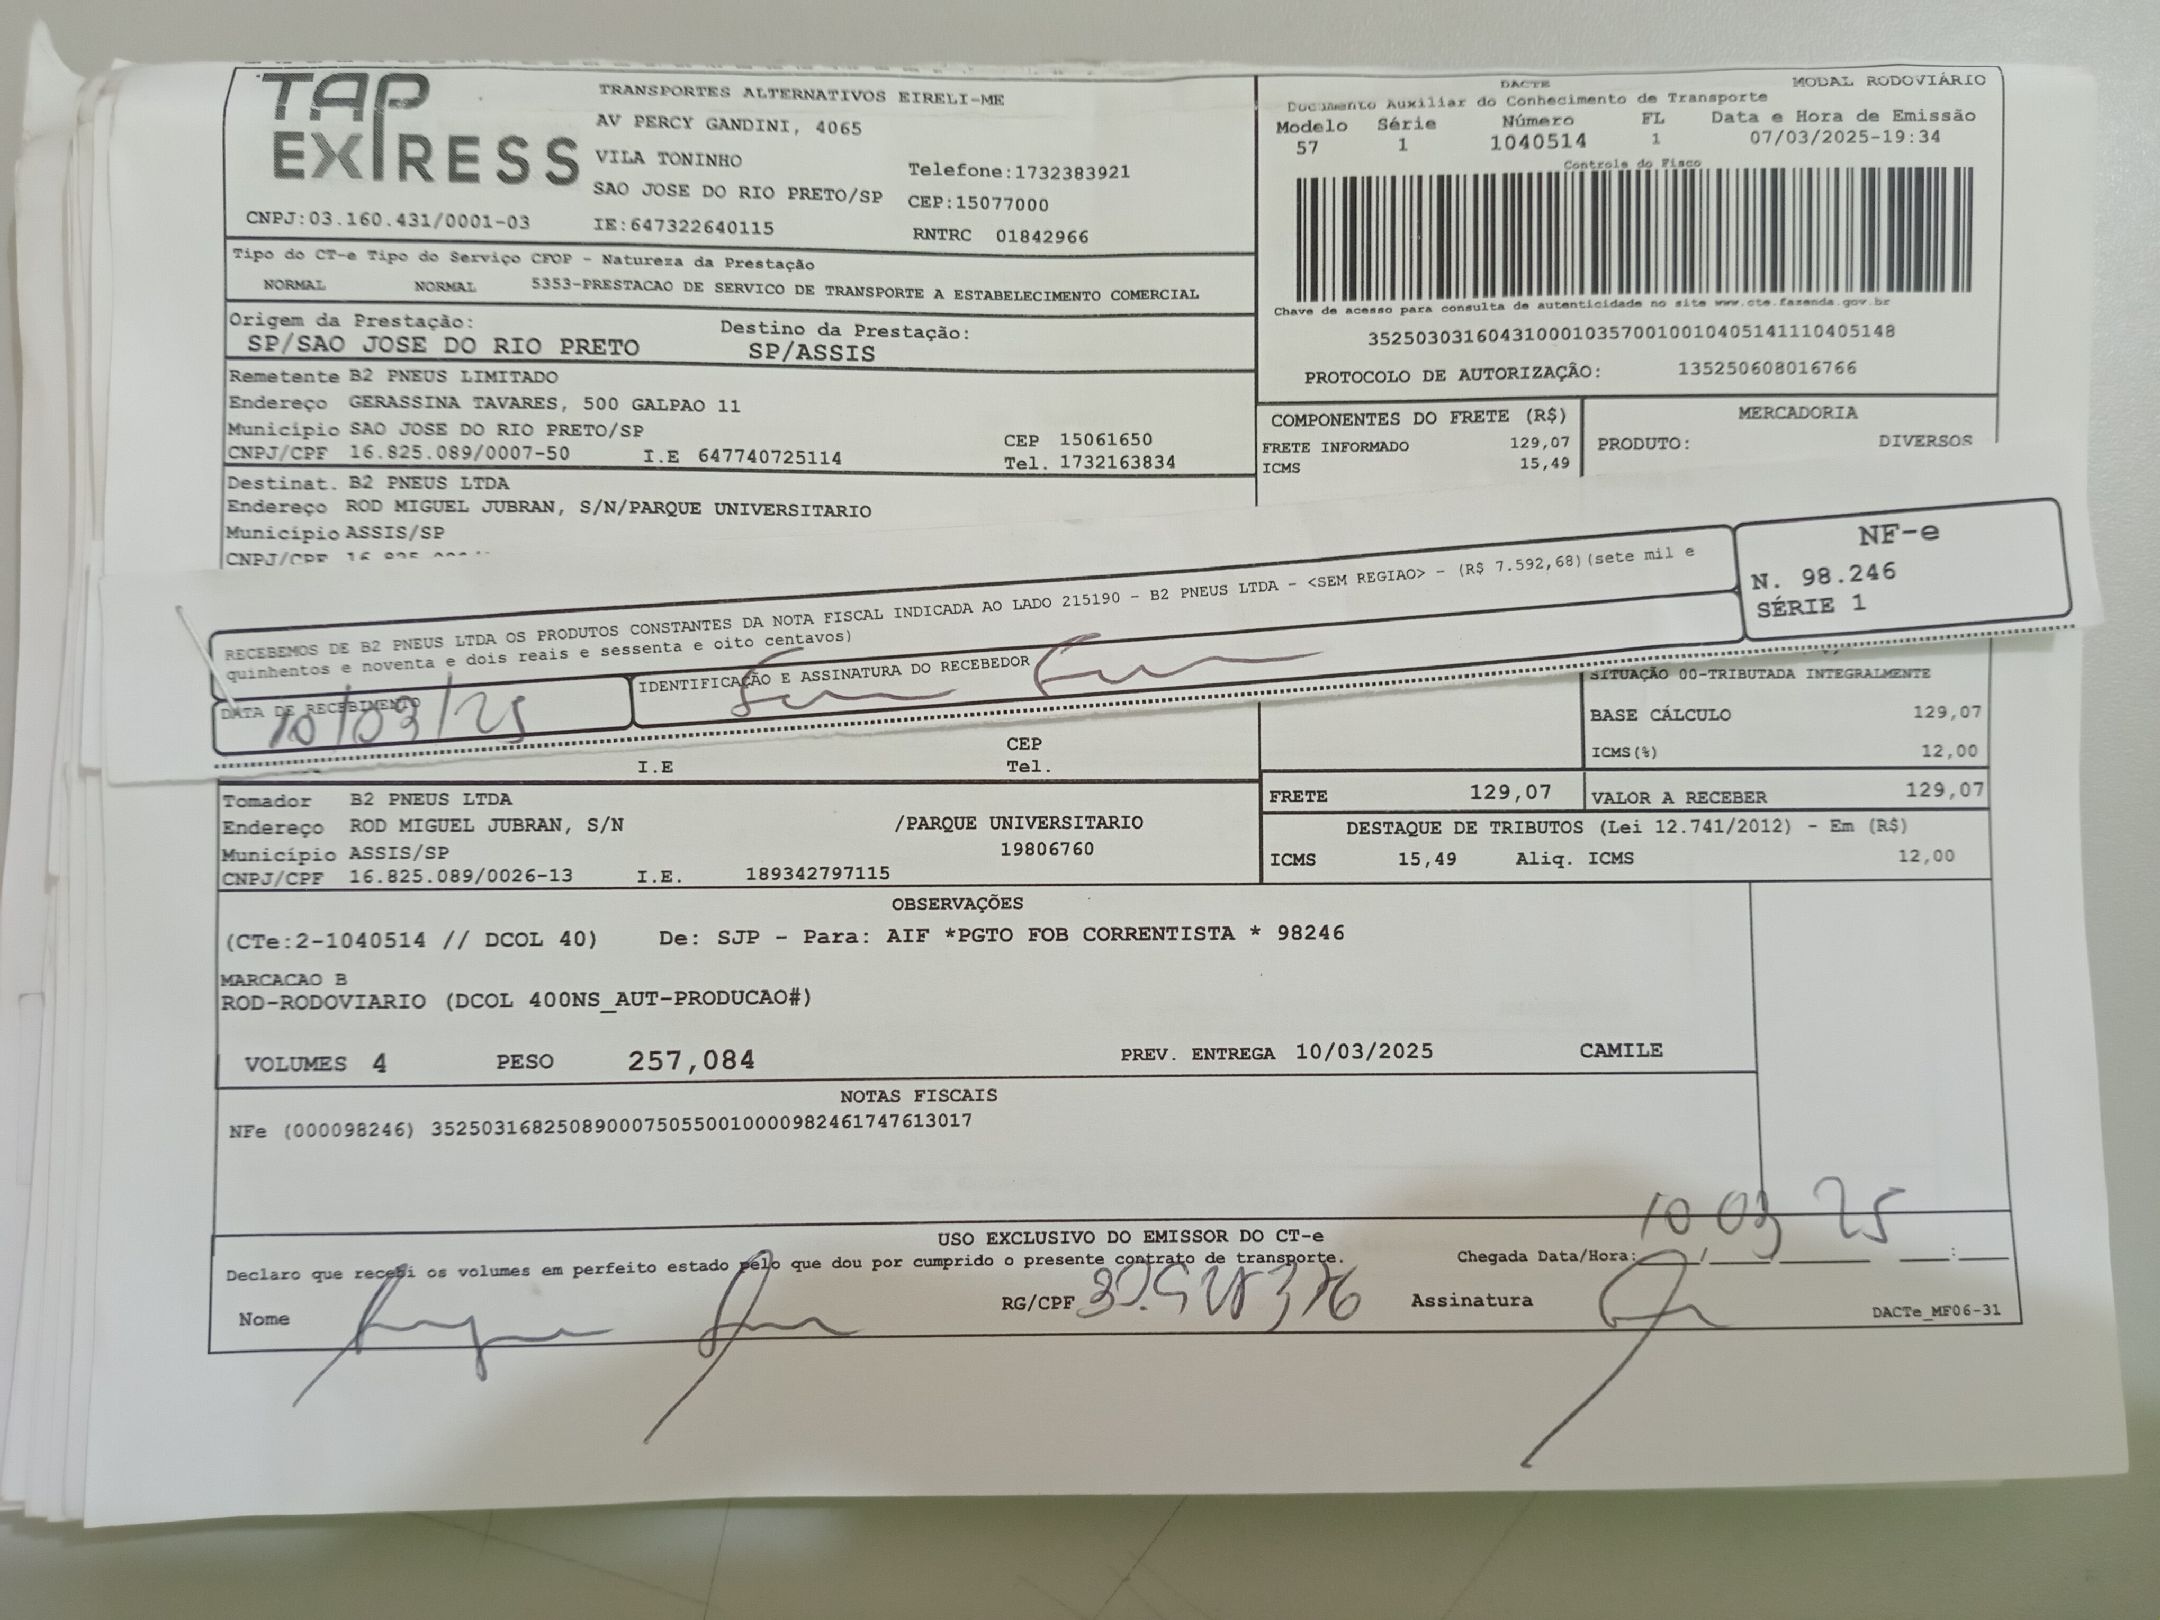 TAP EXPRESS
TRANSPORTES ALTERNATIVOS EIRELI-ME
AV PERCY GANDINI, 4065
VILA TONINHO
Telefone:1732383921
SAO JOSE DO RIO PRETO/SP CEP:15077000
CNPJ:03.160.431/0001-03 IE:647322640115 RNTRC 01842966
DACTE MODAL RODOVIÁRIO
Documento Auxiliar do Conhecimento de Transporte
Modelo Série Número FL Data e Hora de Emissão
57 1 1040514 1 07/03/2025-19:34
Controle do Fisco
Chave de acesso para consulta de autenticidade no site www.cte.fazenda.gov.br
35250303160431000103570010010405141110405148
PROTOCOLO DE AUTORIZAÇÃO: 135250608016766
Tipo do CT-e Tipo do Serviço CFOP - Natureza da Prestação
NORMAL NORMAL 5353-PRESTACAO DE SERVICO DE TRANSPORTE A ESTABELECIMENTO COMERCIAL
Origem da Prestação: Destino da Prestação:
SP/SAO JOSE DO RIO PRETO SP/ASSIS
Remetente B2 PNEUS LIMITADO
Endereço GERASSINA TAVARES, 500 GALPAO 11
Município SAO JOSE DO RIO PRETO/SP CEP 15061650
CNPJ/CPF 16.825.089/0007-50 I.E 647740725114 Tel. 1732163834
COMPONENTES DO FRETE (R$) MERCADORIA
FRETE INFORMADO 129,07 PRODUTO: DIVERSOS
ICMS 15,49
Destinat. B2 PNEUS LTDA
Endereço ROD MIGUEL JUBRAN, S/N/PARQUE UNIVERSITARIO
Município ASSIS/SP
CNPJ/CPF
RECEBEMOS DE B2 PNEUS LTDA OS PRODUTOS CONSTANTES DA NOTA FISCAL INDICADA AO LADO 215190 - B2 PNEUS LTDA - <SEM REGIAO> - (R$ 7.592,68)(sete mil e
quinhentos e noventa e dois reais e sessenta e oito centavos)
NF-e
N. 98.246
SÉRIE 1
DATA DE RECEBIMENTO IDENTIFICAÇÃO E ASSINATURA DO RECEBEDOR
10/03/25
SITUAÇÃO 00-TRIBUTADA INTEGRALMENTE
BASE CÁLCULO 129,07
ICMS(%) 12,00
CEP
I.E Tel.
FRETE 129,07 VALOR A RECEBER 129,07
Tomador B2 PNEUS LTDA
Endereço ROD MIGUEL JUBRAN, S/N /PARQUE UNIVERSITARIO
Município ASSIS/SP 19806760
CNPJ/CPF 16.825.089/0026-13 I.E. 189342797115
DESTAQUE DE TRIBUTOS (Lei 12.741/2012) - Em (R$)
ICMS 15,49 Aliq. ICMS 12,00
OBSERVAÇÕES
(CTe:2-1040514 // DCOL 40) De: SJP - Para: AIF *PGTO FOB CORRENTISTA * 98246
MARCACAO B
ROD-RODOVIARIO (DCOL 400NS_AUT-PRODUCAO#)
VOLUMES 4 PESO 257,084 PREV. ENTREGA 10/03/2025 CAMILE
NOTAS FISCAIS
NFe (000098246) 35250316825089000750550010000982461747613017
USO EXCLUSIVO DO EMISSOR DO CT-e
Declaro que recebi os volumes em perfeito estado pelo que dou por cumprido o presente contrato de transporte. Chegada Data/Hora: 10 03 25
Nome RG/CPF Assinatura
DACTe_MF06-31